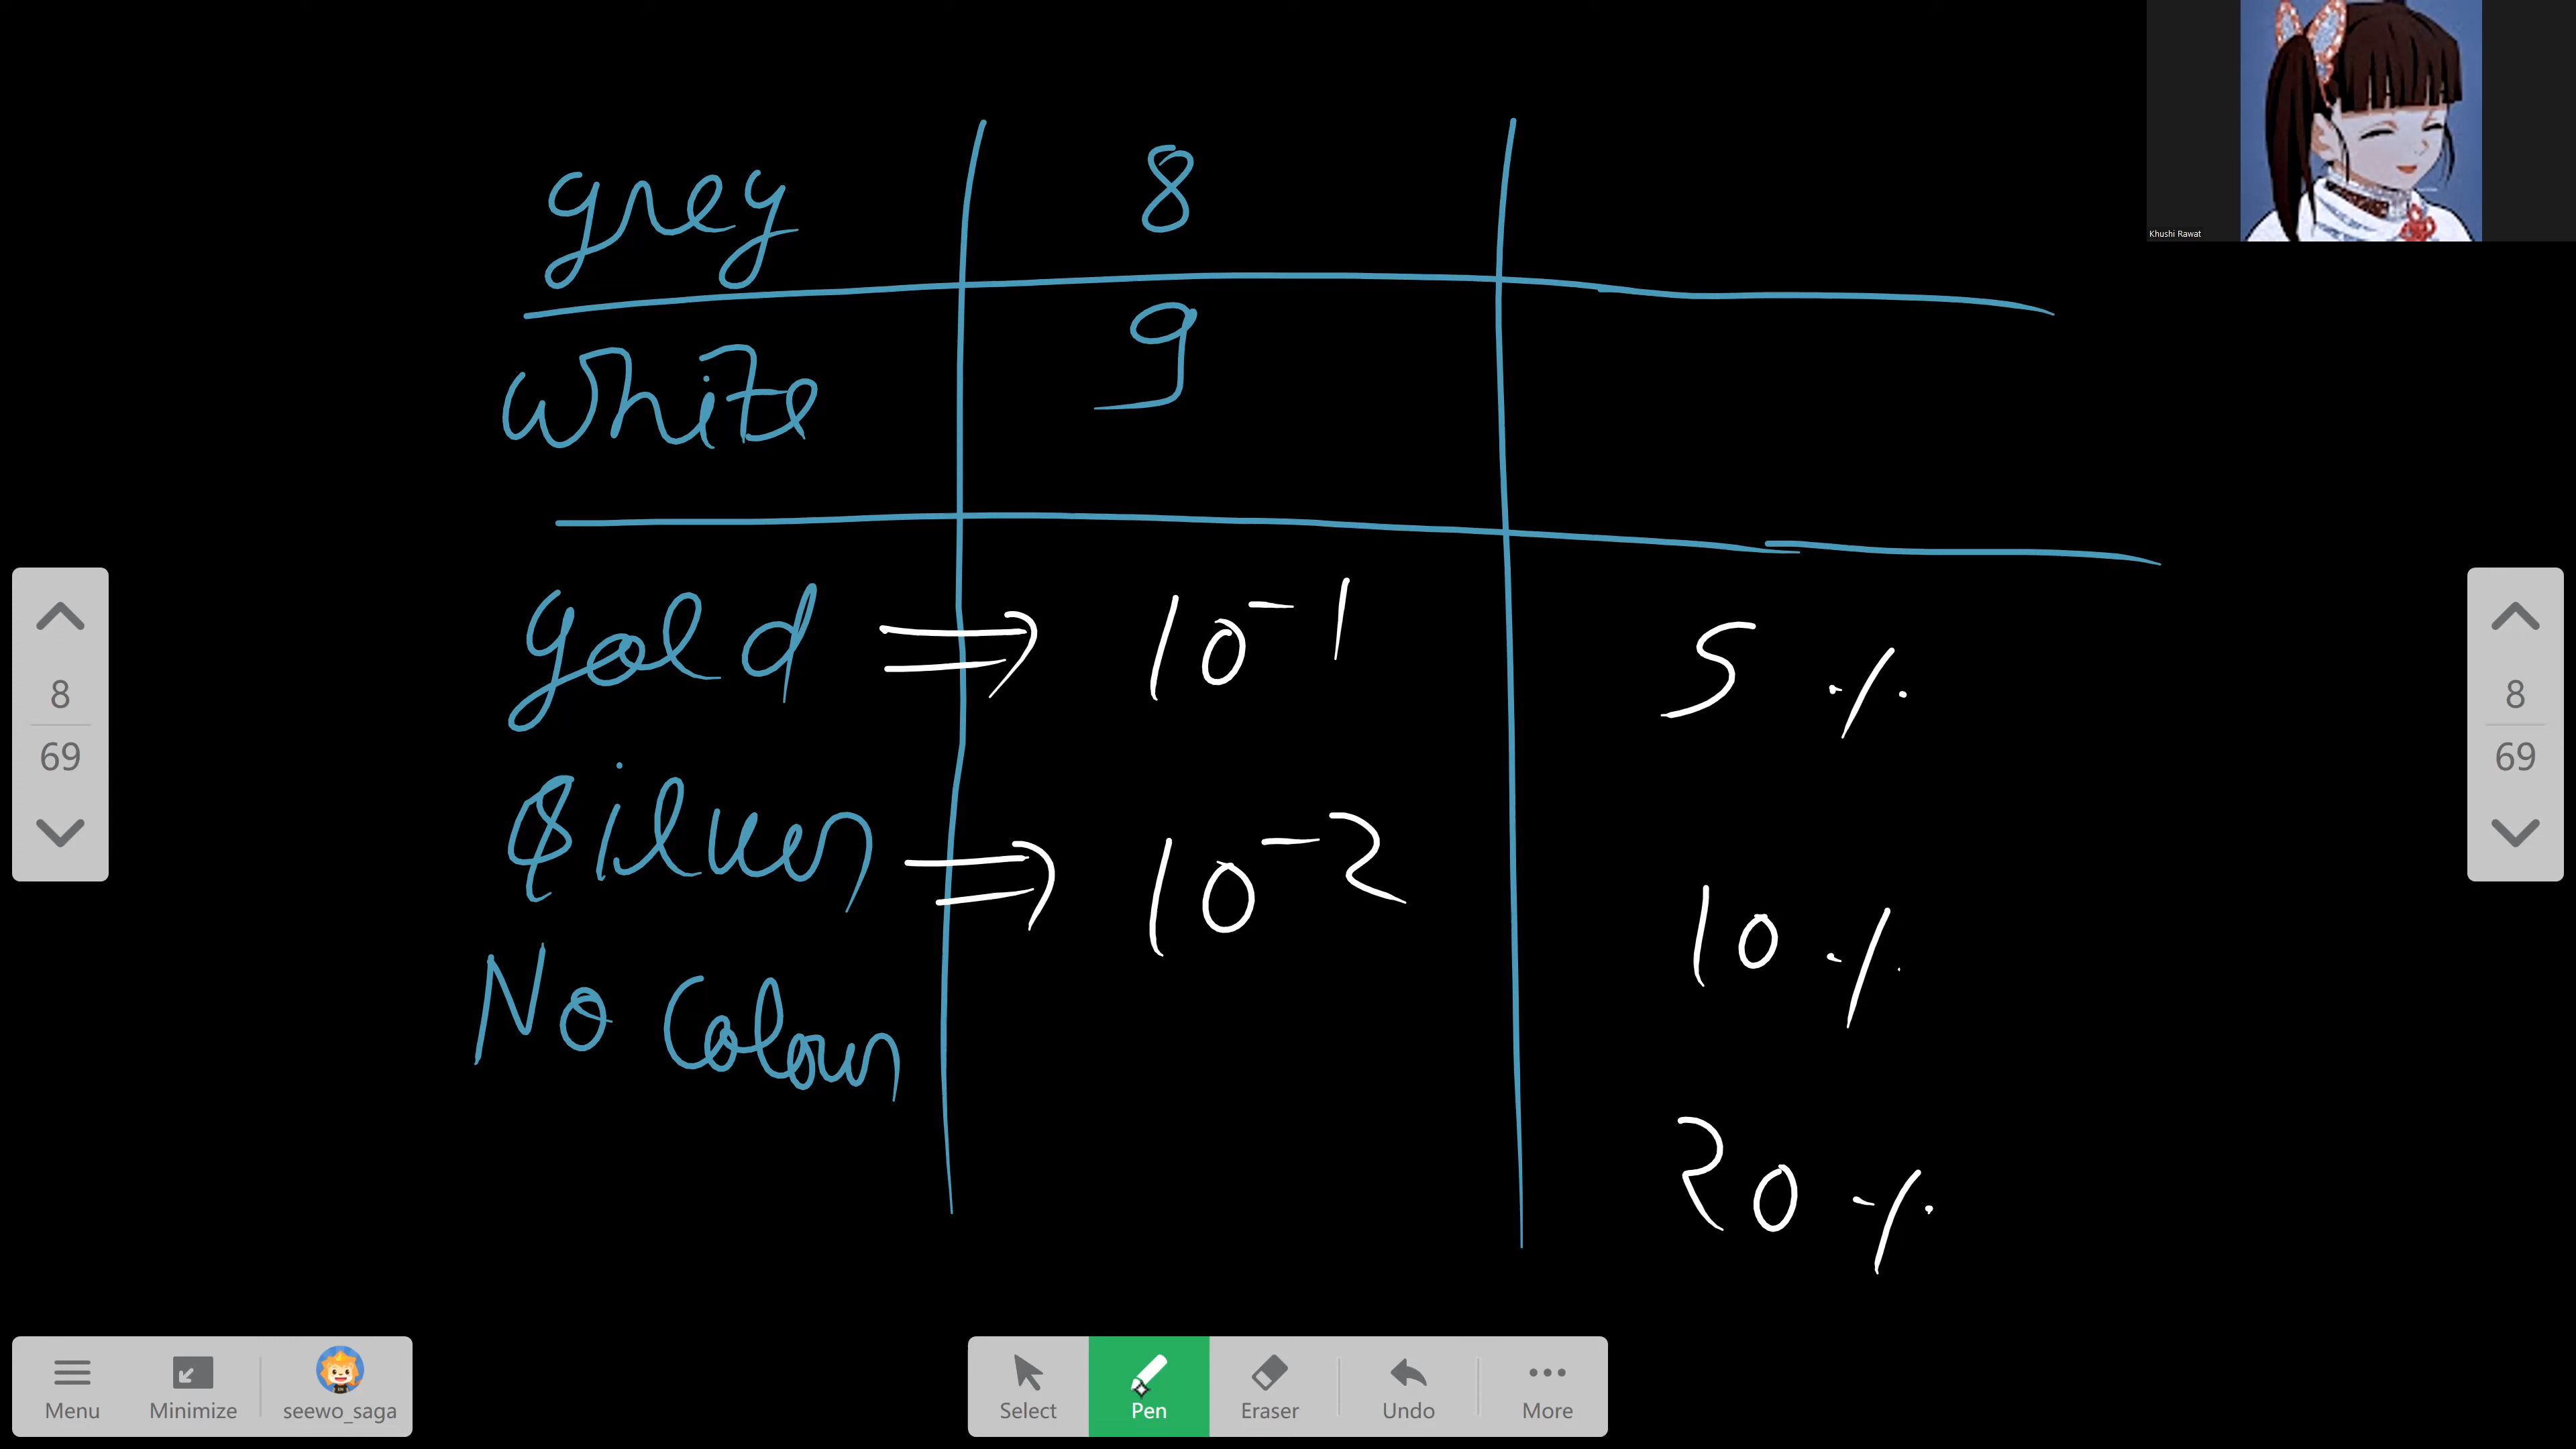 Khushi Rawat
grey 8
white 9
gold ⇒ 10⁻¹ 5 %
Silver ⇒ 10⁻² 10 %
No Colour 20 %
8
69
8
69
Menu Minimize seewo_saga
Select Pen Eraser Undo More